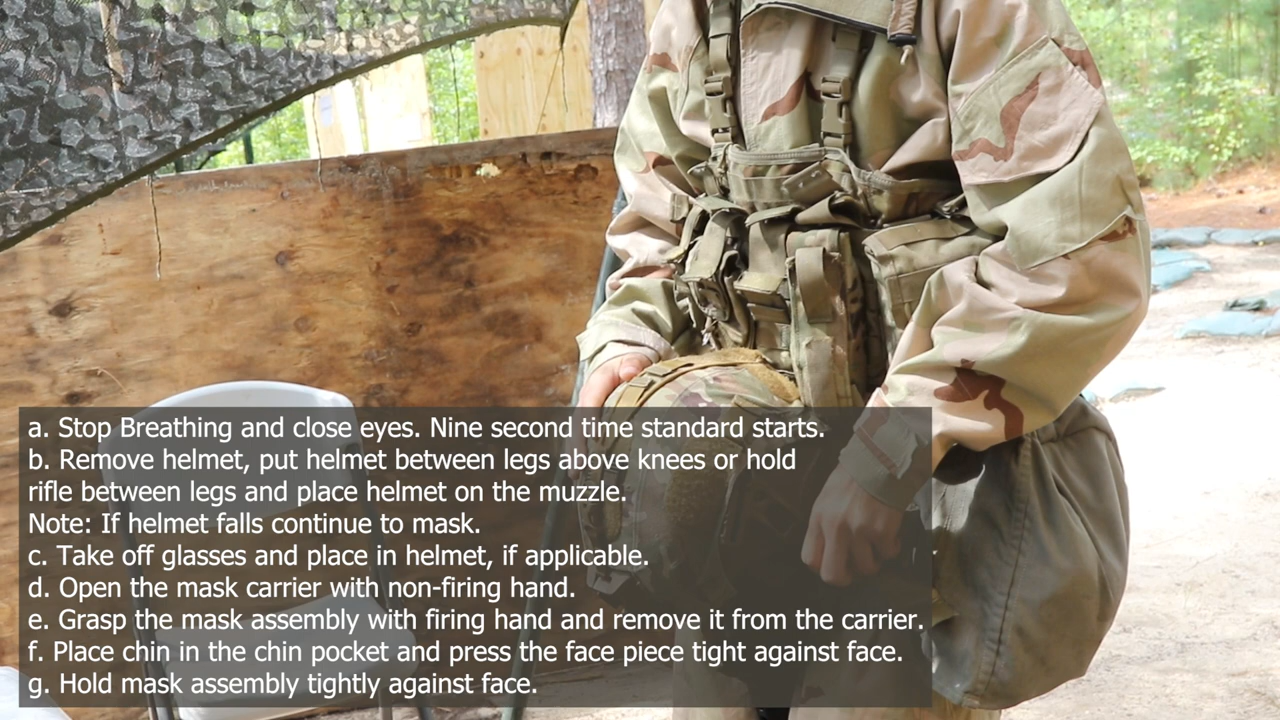 a. Stop Breathing and close eyes. Nine second time standard starts.
b. Remove helmet, put helmet between legs above knees or hold
rifle between legs and place helmet on the muzzle.
Note: If helmet falls continue to mask.
c. Take off glasses and place in helmet, if applicable.
d. Open the mask carrier with non-firing hand.
e. Grasp the mask assembly with firing hand and remove it from the carrier.
f. Place chin in the chin pocket and press the face piece tight against face.
g. Hold mask assembly tightly against face.